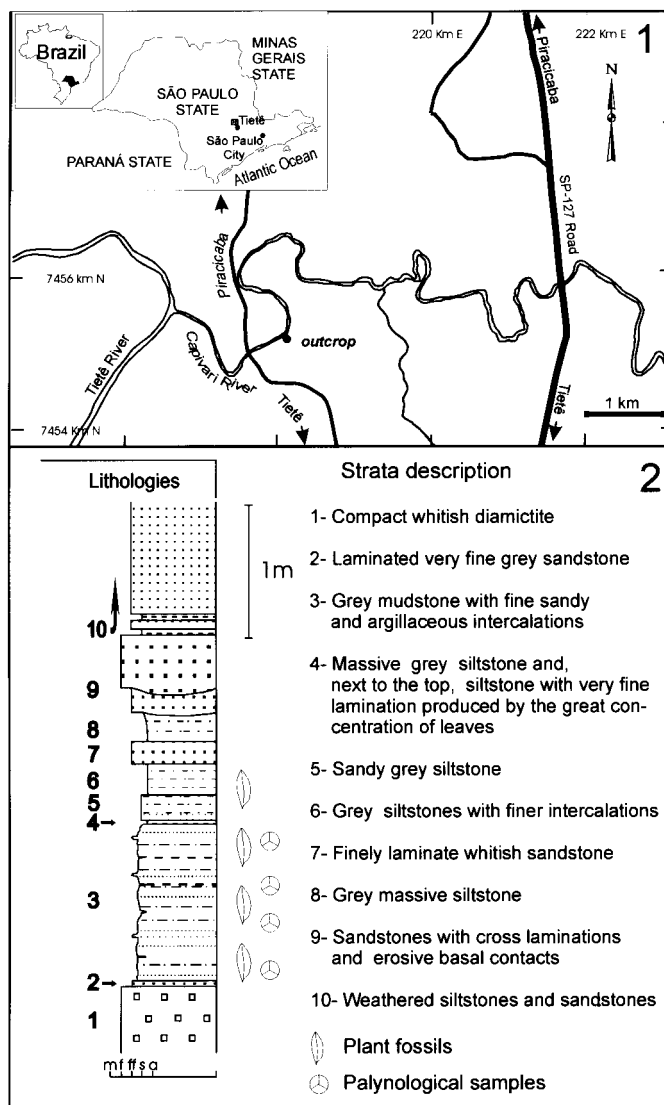 Brazil
MINAS
GERAIS
STATE
SÃO PAULO
STATE
Tietê
São Paulo
City
PARANÁ STATE
Atlantic Ocean
220 Km E
222 Km E
1
Piracicaba
N
SP-127 Road
Piracicaba
7456 km N
outcrop
Capivari River
Tietê River
Tietê
Tietê
1 km
7454 Km N
Lithologies
Strata description
2
1m
1- Compact whitish diamictite
2- Laminated very fine grey sandstone
3- Grey mudstone with fine sandy
and argillaceous intercalations
4- Massive grey siltstone and,
next to the top, siltstone with very fine
lamination produced by the great con-
centration of leaves
5- Sandy grey siltstone
6- Grey siltstones with finer intercalations
7- Finely laminate whitish sandstone
8- Grey massive siltstone
9- Sandstones with cross laminations
and erosive basal contacts
10- Weathered siltstones and sandstones
Plant fossils
Palynological samples
10
9
8
7
6
5
4
3
2
1
m f ff s a